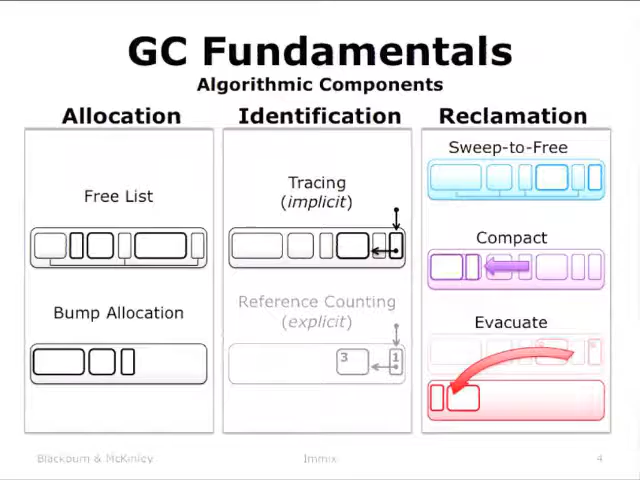 GC Fundamentals
Algorithmic Components
Allocation
Free List
Bump Allocation
Identification
Tracing
(implicit)
Reference Counting
(explicit)
3
1
Reclamation
Sweep-to-Free
Compact
Evacuate
Blackburn & McKinley
Immix
4